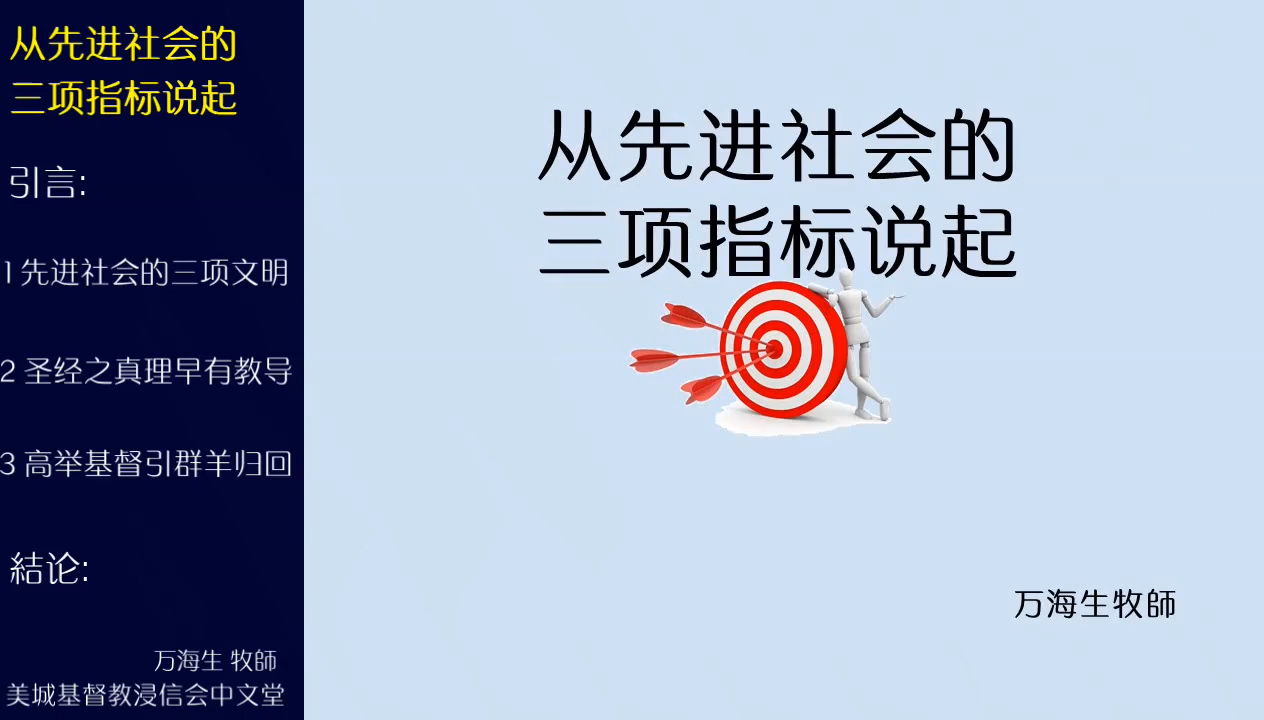 从先进社会的
三项指标说起
引言:
1先进社会的三项文明
2 圣经之真理早有教导
3 高举基督引群羊归回
結论:
万海生 牧師
美城基督教浸信会中文堂
从先进社会的
三项指标说起
万海生牧師